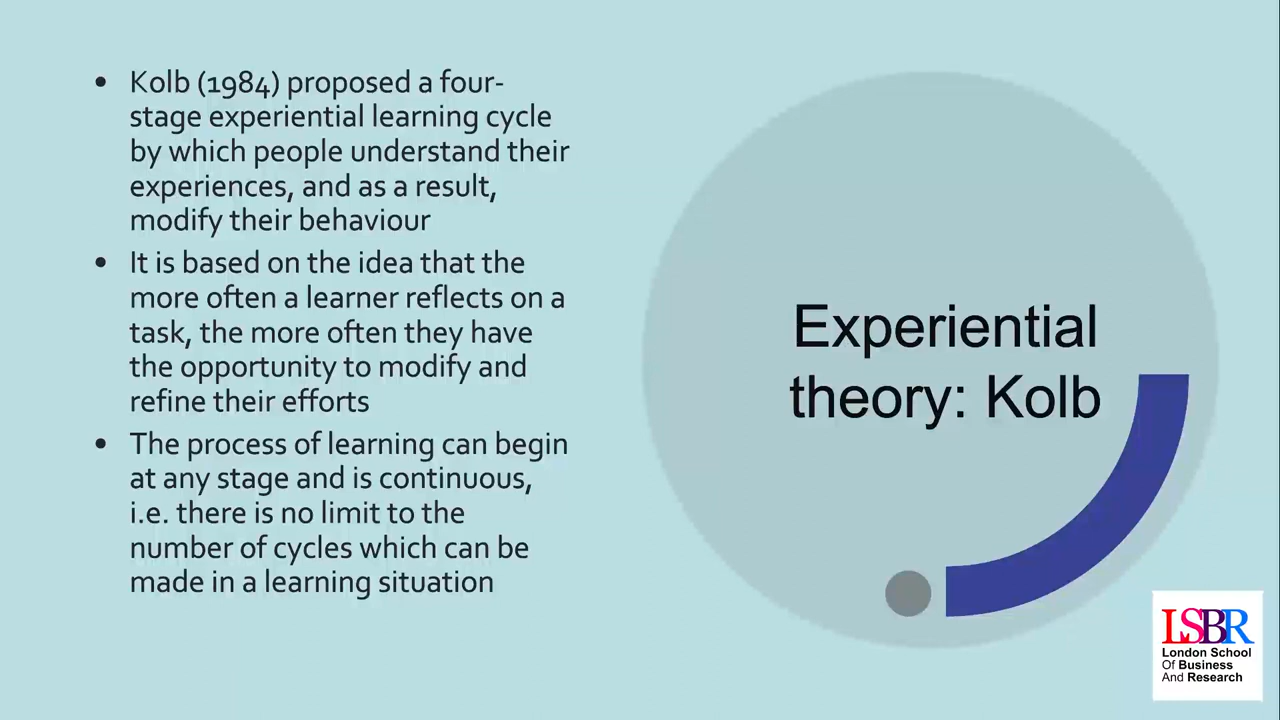 • Kolb (1984) proposed a four-
stage experiential learning cycle
by which people understand their
experiences, and as a result,
modify their behaviour
• It is based on the idea that the
more often a learner reflects on a
task, the more often they have
the opportunity to modify and
refine their efforts
• The process of learning can begin
at any stage and is continuous,
i.e. there is no limit to the
number of cycles which can be
made in a learning situation
Experiential
theory: Kolb
LSBR
London School
Of Business
And Research